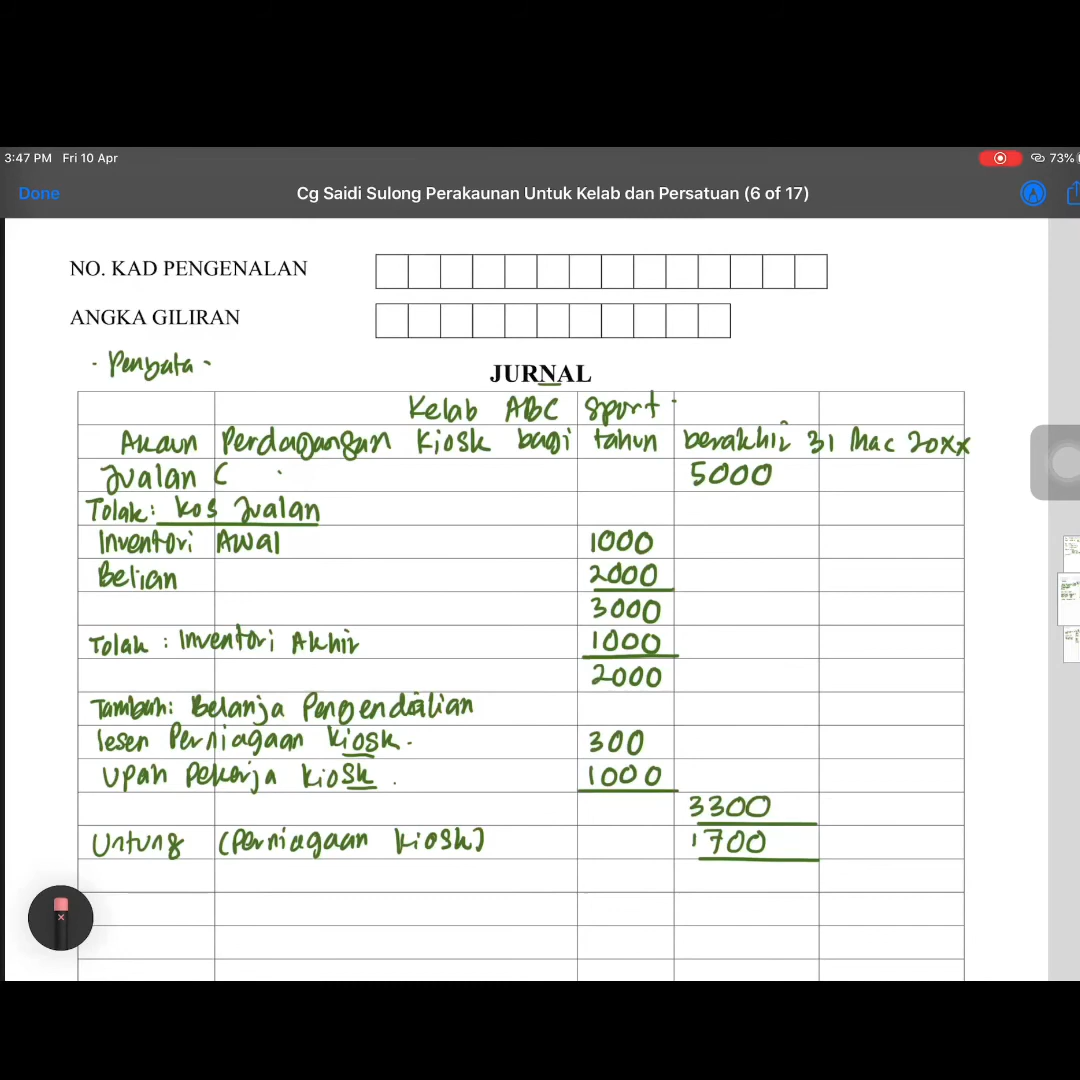 3:47 PM Fri 10 Apr 73%
Done Cg Saidi Sulong Perakaunan Untuk Kelab dan Persatuan (6 of 17)
NO. KAD PENGENALAN
ANGKA GILIRAN
· Penyata ·
JURNAL
Kelab ABC Sport
Akaun Perdagangan Kiosk bagi tahun berakhir 31 Mac 20xx
Jualan ( 5000
Tolak: Kos Jualan
Inventori Awal 1000
Belian 2000
3000
Tolak : Inventori Akhir 1000
2000
Tambah: Belanja Pengendalian
lesen Perniagaan Kiosk. 300
Upah Pekerja Kiosk . 1000
3300
Untung (Perniagaan Kiosk) 1700